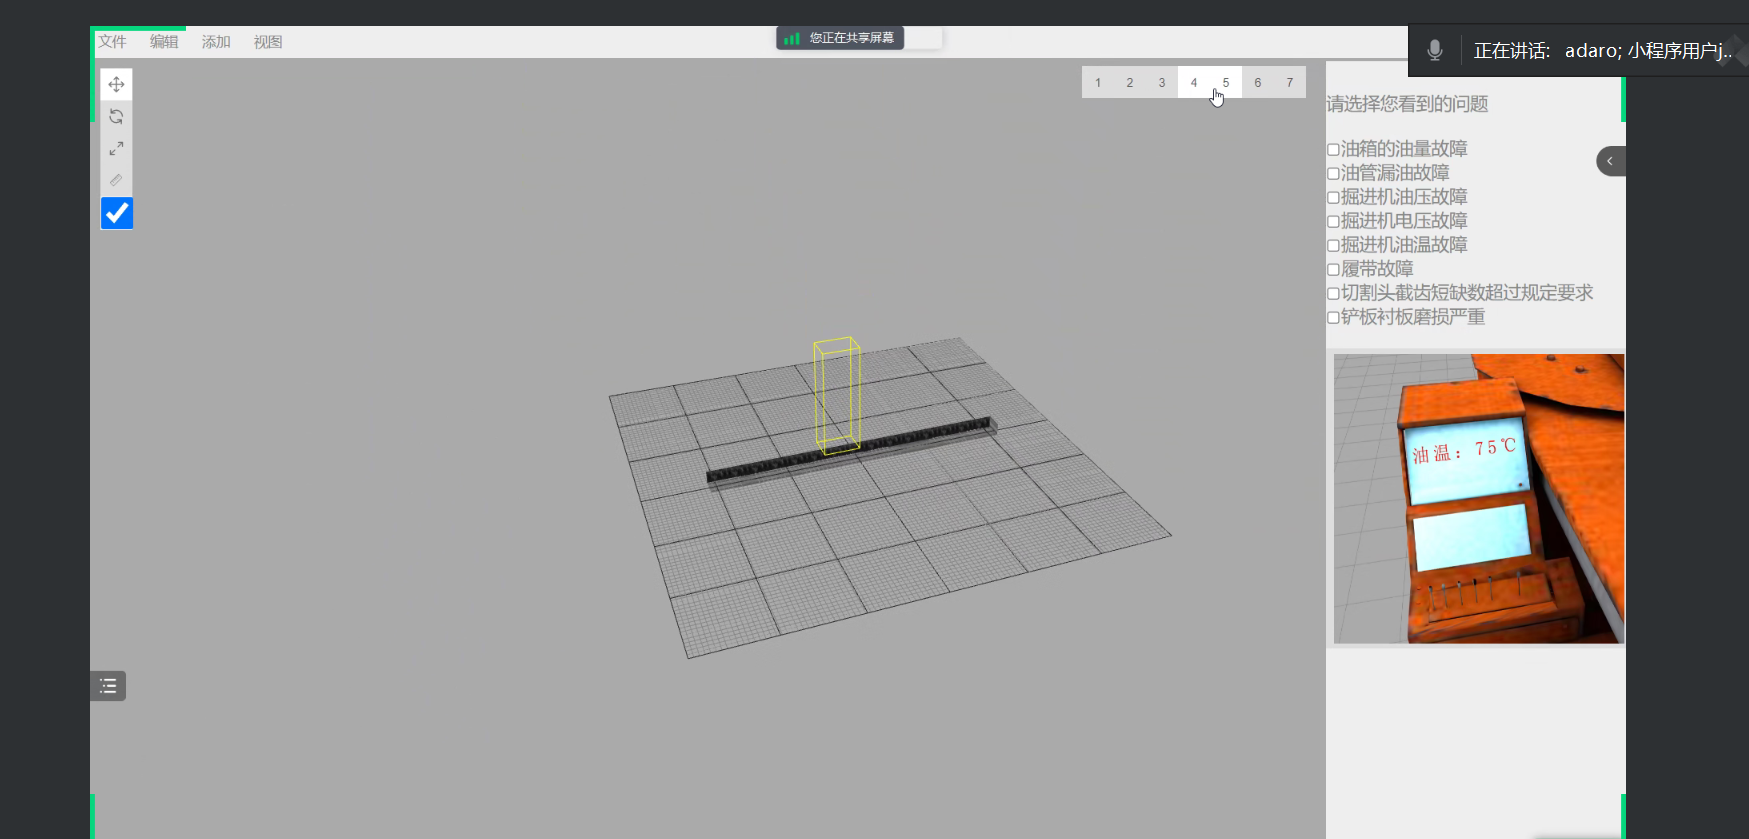 文件 编辑 添加 视图
您正在共享屏幕
正在讲话: adaro; 小程序用户j...
1 2 3 4 5 6 7
请选择您看到的问题
油箱的油量故障
油管漏油故障
掘进机油压故障
掘进机电压故障
掘进机油温故障
履带故障
切割头截齿短缺数超过规定要求
铲板衬板磨损严重
油温：75℃